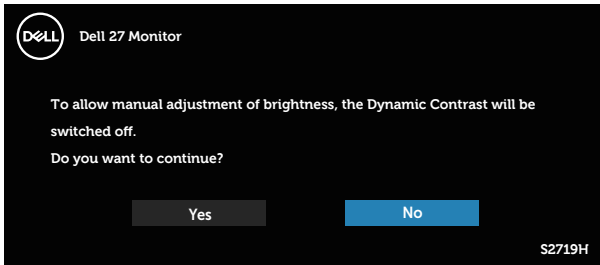 DELL
Dell 27 Monitor
To allow manual adjustment of brightness, the Dynamic Contrast will be
switched off.
Do you want to continue?
Yes
No
S2719H